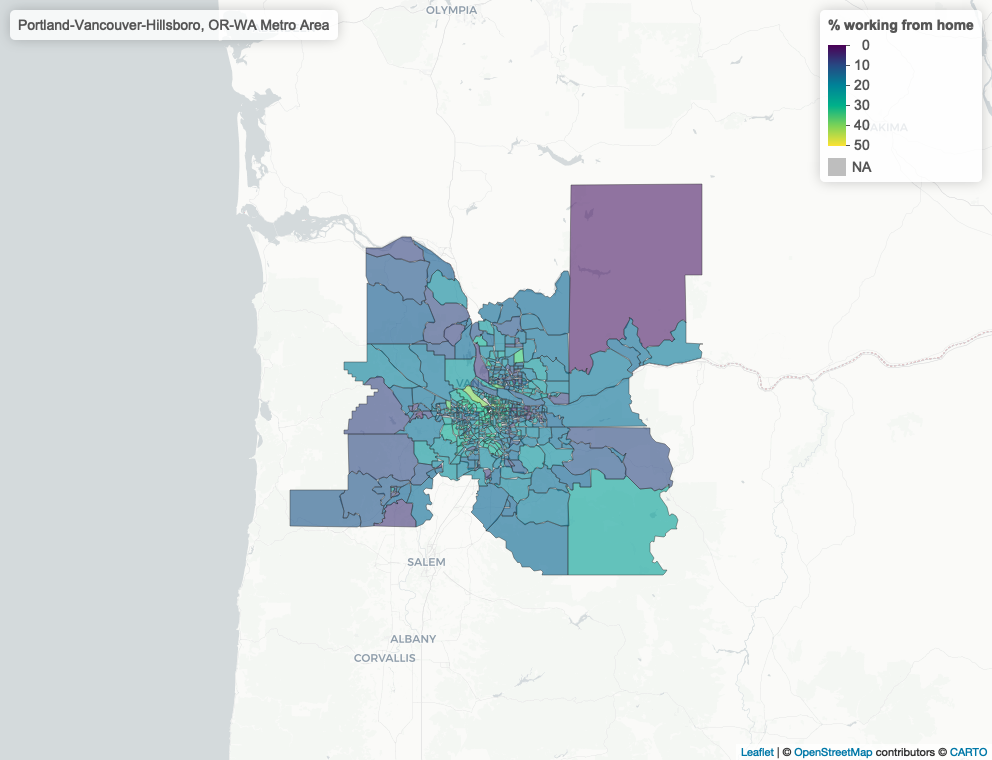 OLYMPIA
Portland-Vancouver-Hillsboro, OR-WA Metro Area
% working from home
0
10
20
30
40
50
NA
AKIMA
VA
SALEM
ALBANY
CORVALLIS
Leaflet | © OpenStreetMap contributors © CARTO